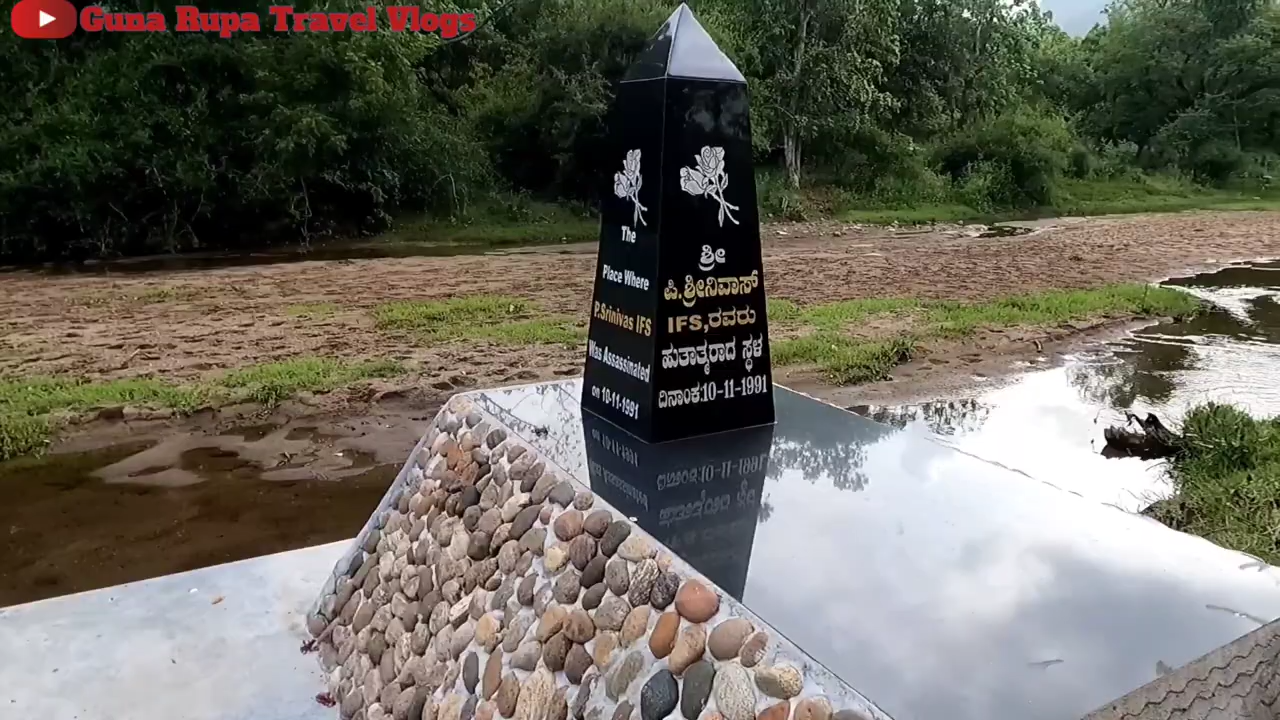 Guna Rupa Travel Vlogs
The
Place Where
P.Srinivas IFS
Was Assassinated
on 10-11-1991
ಶ್ರೀ
ಪಿ.ಶ್ರೀನಿವಾಸ್
IFS,ರವರು
ಹುತಾತ್ಮರಾದ ಸ್ಥಳ
ದಿನಾಂಕ:10-11-1991